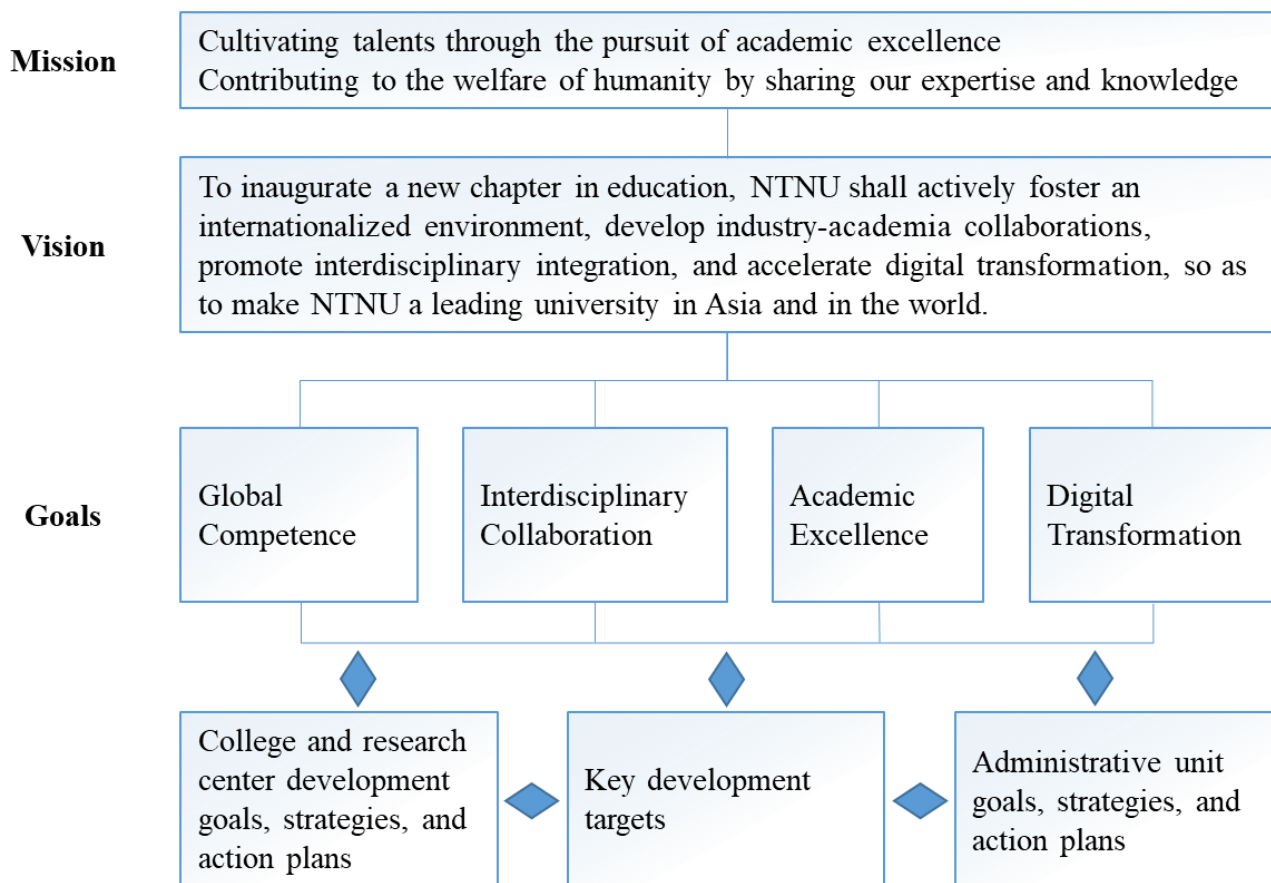 Mission
Cultivating talents through the pursuit of academic excellence
Contributing to the welfare of humanity by sharing our expertise and knowledge
Vision
To inaugurate a new chapter in education, NTNU shall actively foster an
internationalized environment, develop industry-academia collaborations,
promote interdisciplinary integration, and accelerate digital transformation, so as
to make NTNU a leading university in Asia and in the world.
Goals
Global
Competence
Interdisciplinary
Collaboration
Academic
Excellence
Digital
Transformation
College and research
center development
goals, strategies, and
action plans
Key development
targets
Administrative unit
goals, strategies, and
action plans